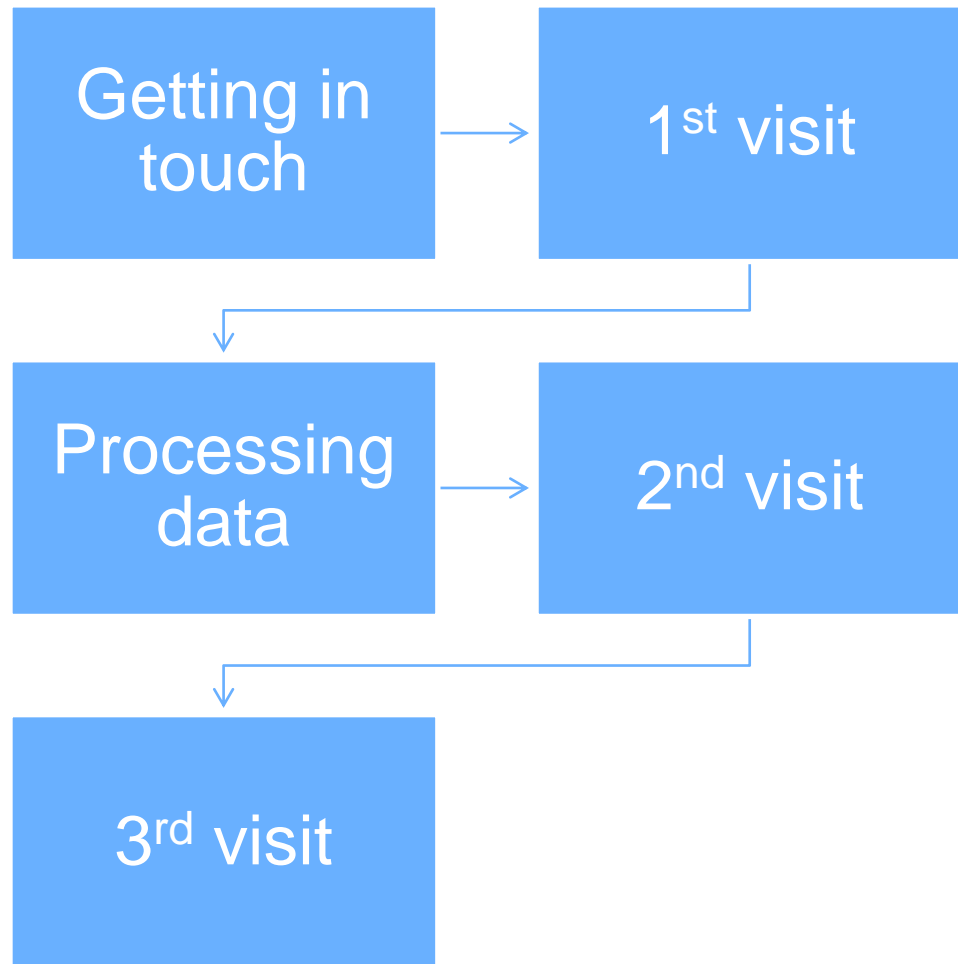 Getting in
touch
1st visit
Processing
data
2nd visit
3rd visit